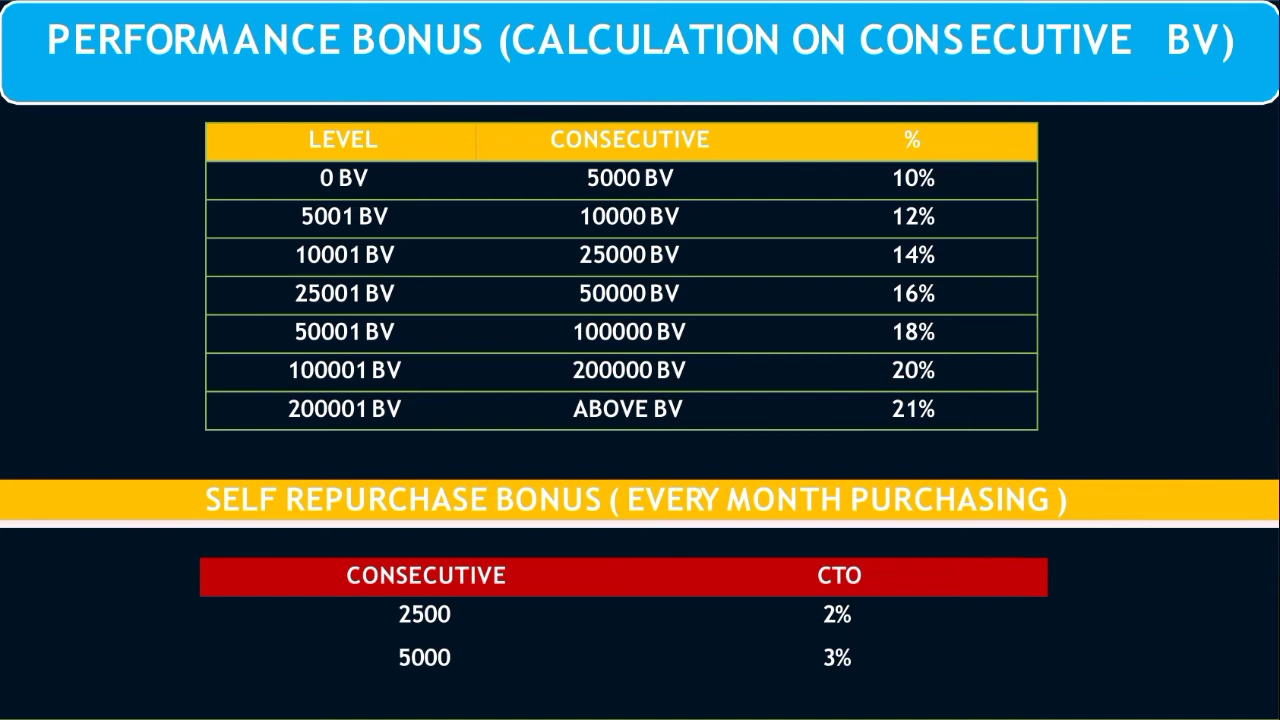 PERFORMANCE BONUS (CALCULATION ON CONSECUTIVE BV)
LEVEL CONSECUTIVE %
0 BV 5000 BV 10%
5001 BV 10000 BV 12%
10001 BV 25000 BV 14%
25001 BV 50000 BV 16%
50001 BV 100000 BV 18%
100001 BV 200000 BV 20%
200001 BV ABOVE BV 21%
SELF REPURCHASE BONUS ( EVERY MONTH PURCHASING )
CONSECUTIVE CTO
2500 2%
5000 3%